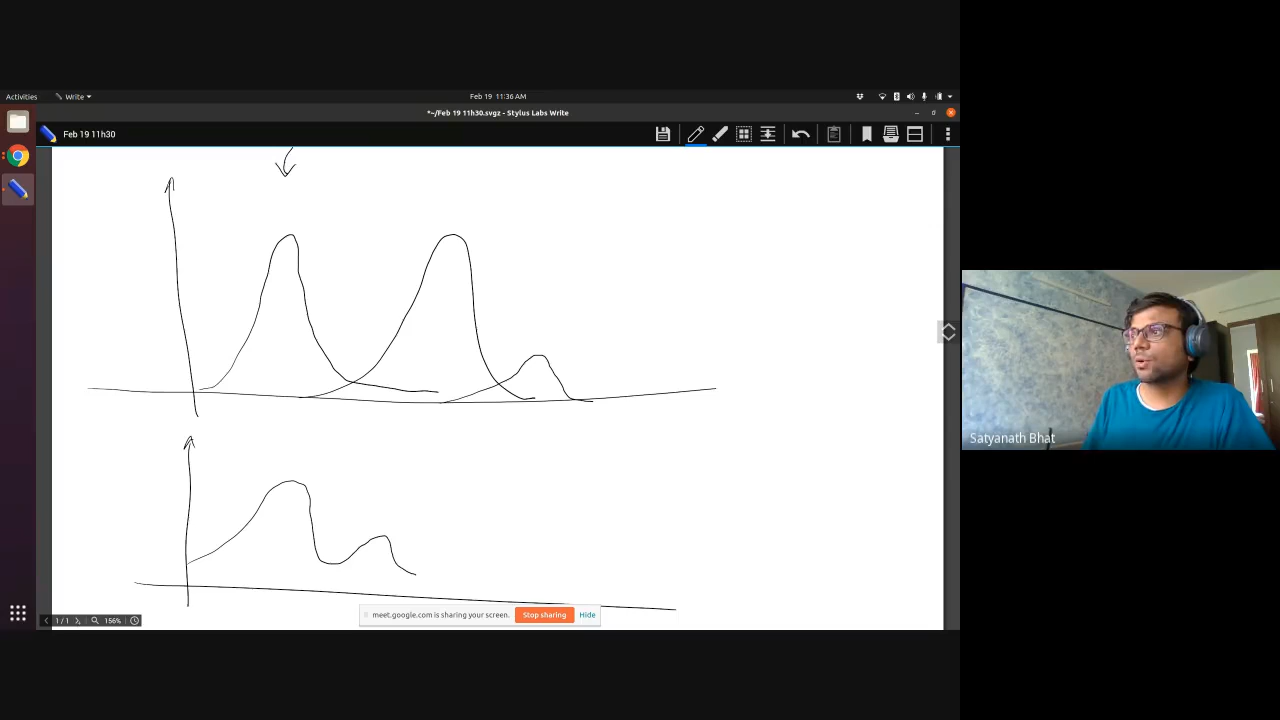 Activities
Write
Feb 19 11:36 AM
*~/Feb 19 11h30.svgz - Stylus Labs Write
Feb 19 11h30
Satyanath Bhat
meet.google.com is sharing your screen.
Stop sharing
Hide
1 / 1
156%